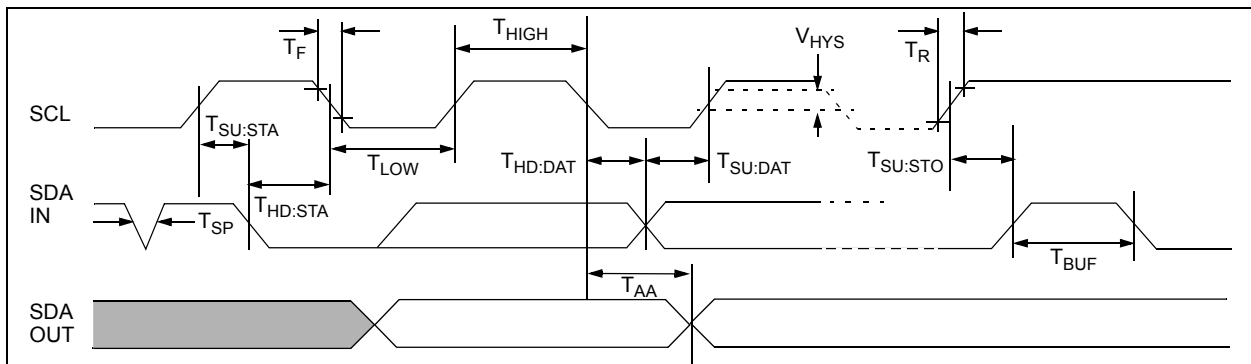 T_F
T_HIGH
V_HYS
T_R
SCL
T_SU:STA
T_LOW
T_HD:DAT
T_SU:DAT
T_SU:STO
SDA
IN
T_SP
T_HD:STA
T_BUF
T_AA
SDA
OUT